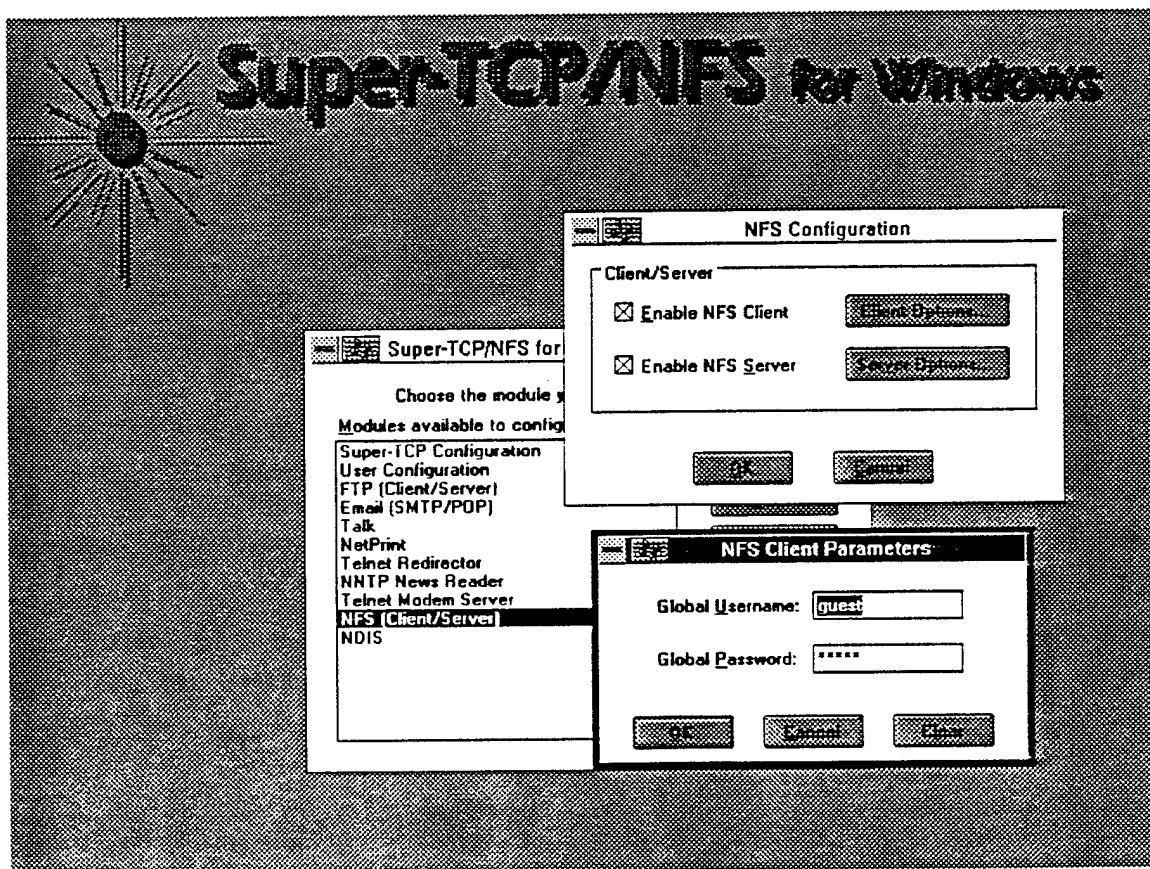 Super-TCP/NFS for Windows
NFS Configuration
Client/Server
Enable NFS Client
Client Options...
Enable NFS Server
Server Options...
OK
Cancel
Super-TCP/NFS for
Choose the module y
Modules available to config
Super-TCP Configuration
User Configuration
FTP (Client/Server)
Email (SMTP/POP)
Talk
NetPrint
Telnet Redirector
NNTP News Reader
Telnet Modem Server
NFS (Client/Server)
NDIS
NFS Client Parameters
Global Username: guest
Global Password: *****
OK
Cancel
Clear